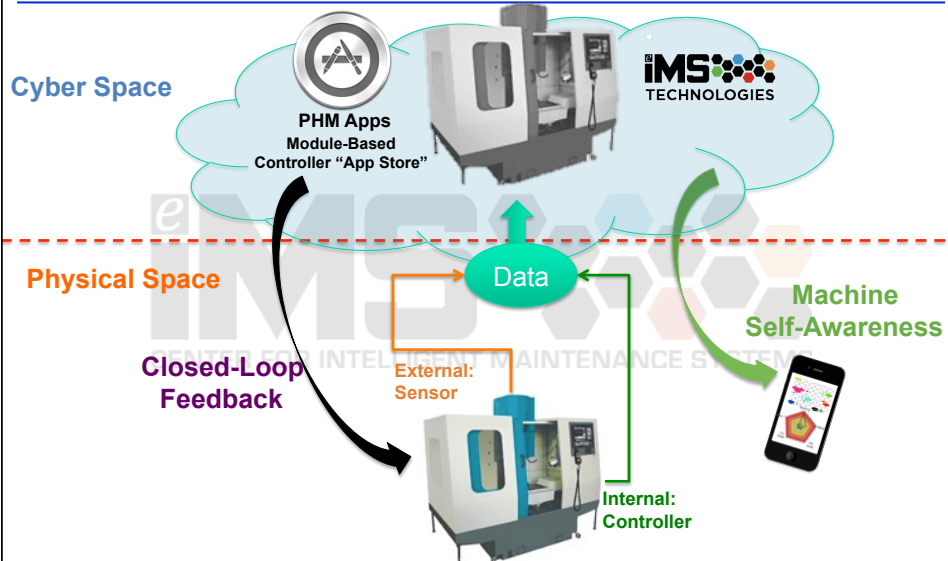 Cyber Space
PHM Apps
Module-Based
Controller “App Store”
e
iMS
TECHNOLOGIES
e
iMS
Data
Physical Space
Machine
Self-Awareness
CENTER FOR INTELLIGENT MAINTENANCE SYSTEMS
Closed-Loop
Feedback
External:
Sensor
Internal:
Controller